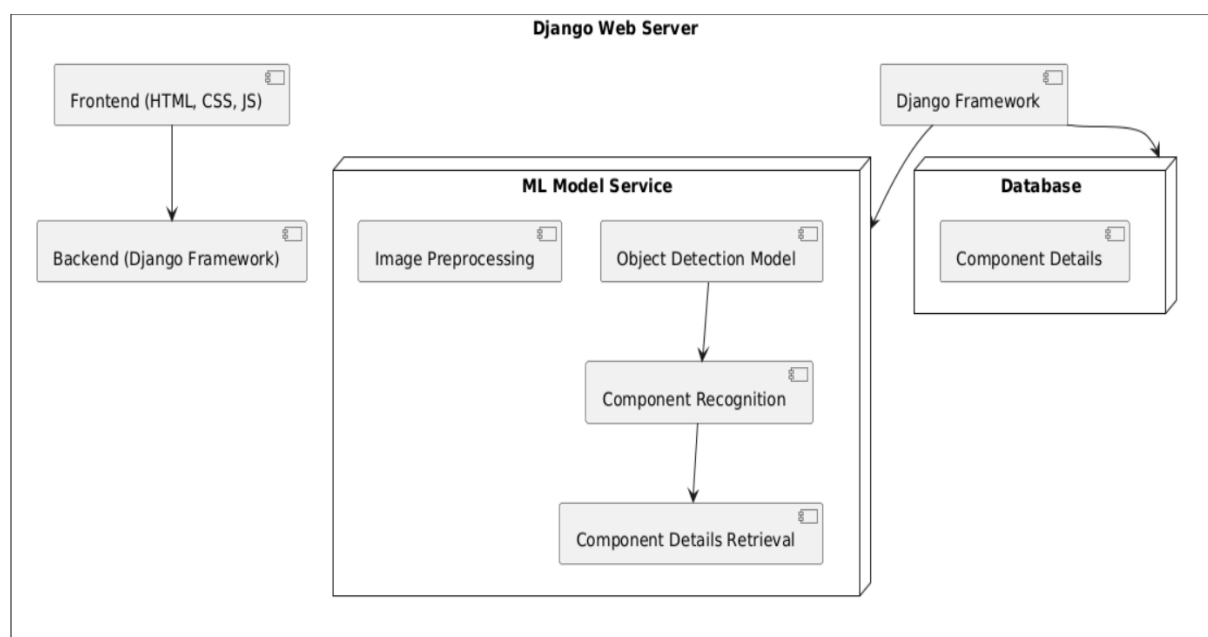 Django Web Server
Frontend (HTML, CSS, JS)
Django Framework
ML Model Service
Database
Backend (Django Framework)
Image Preprocessing
Object Detection Model
Component Details
Component Recognition
Component Details Retrieval